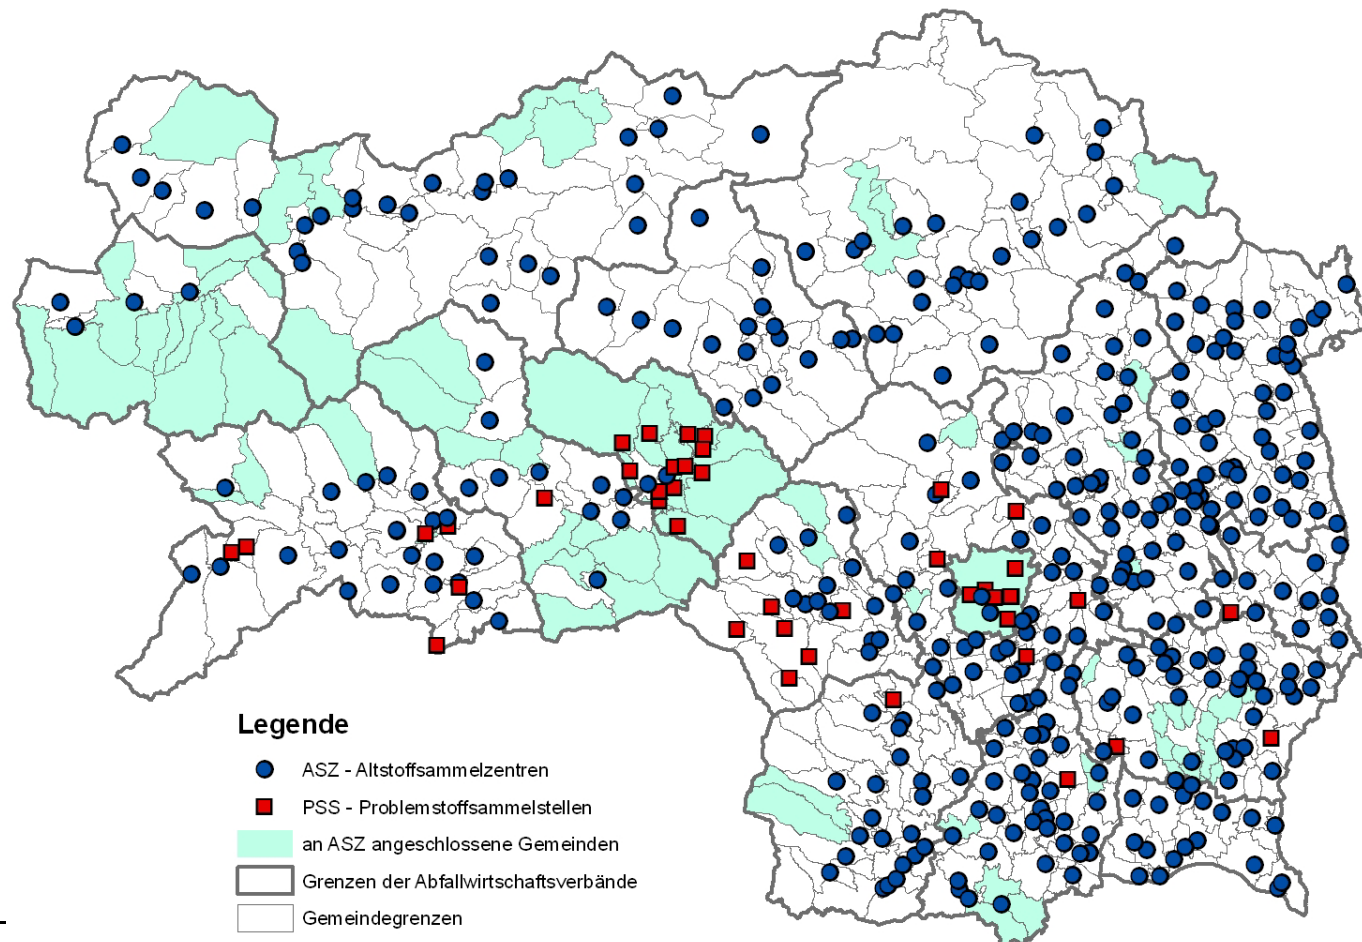 Legende
ASZ - Altstoffsammelzentren
PSS - Problemstoffsammelstellen
an ASZ angeschlossene Gemeinden
Grenzen der Abfallwirtschaftsverbände
Gemeindegrenzen